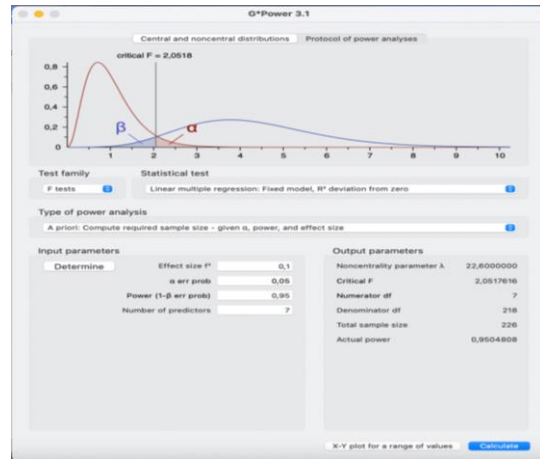 G*Power 3.1
Central and noncentral distributions Protocol of power analyses
critical F = 2,0518
0,8
0,6
0,4
0,2
0
β α
1 2 3 4 5 6 7 8 9 10
Test family Statistical test
F tests Linear multiple regression: Fixed model, R² deviation from zero
Type of power analysis
A priori: Compute required sample size - given α, power, and effect size
Input parameters Output parameters
Determine Effect size f² 0,1 Noncentrality parameter λ 22,6000000
α err prob 0,05 Critical F 2,0517616
Power (1-β err prob) 0,95 Numerator df 7
Number of predictors 7 Denominator df 218
Total sample size 226
Actual power 0,9504808
X-Y plot for a range of values Calculate